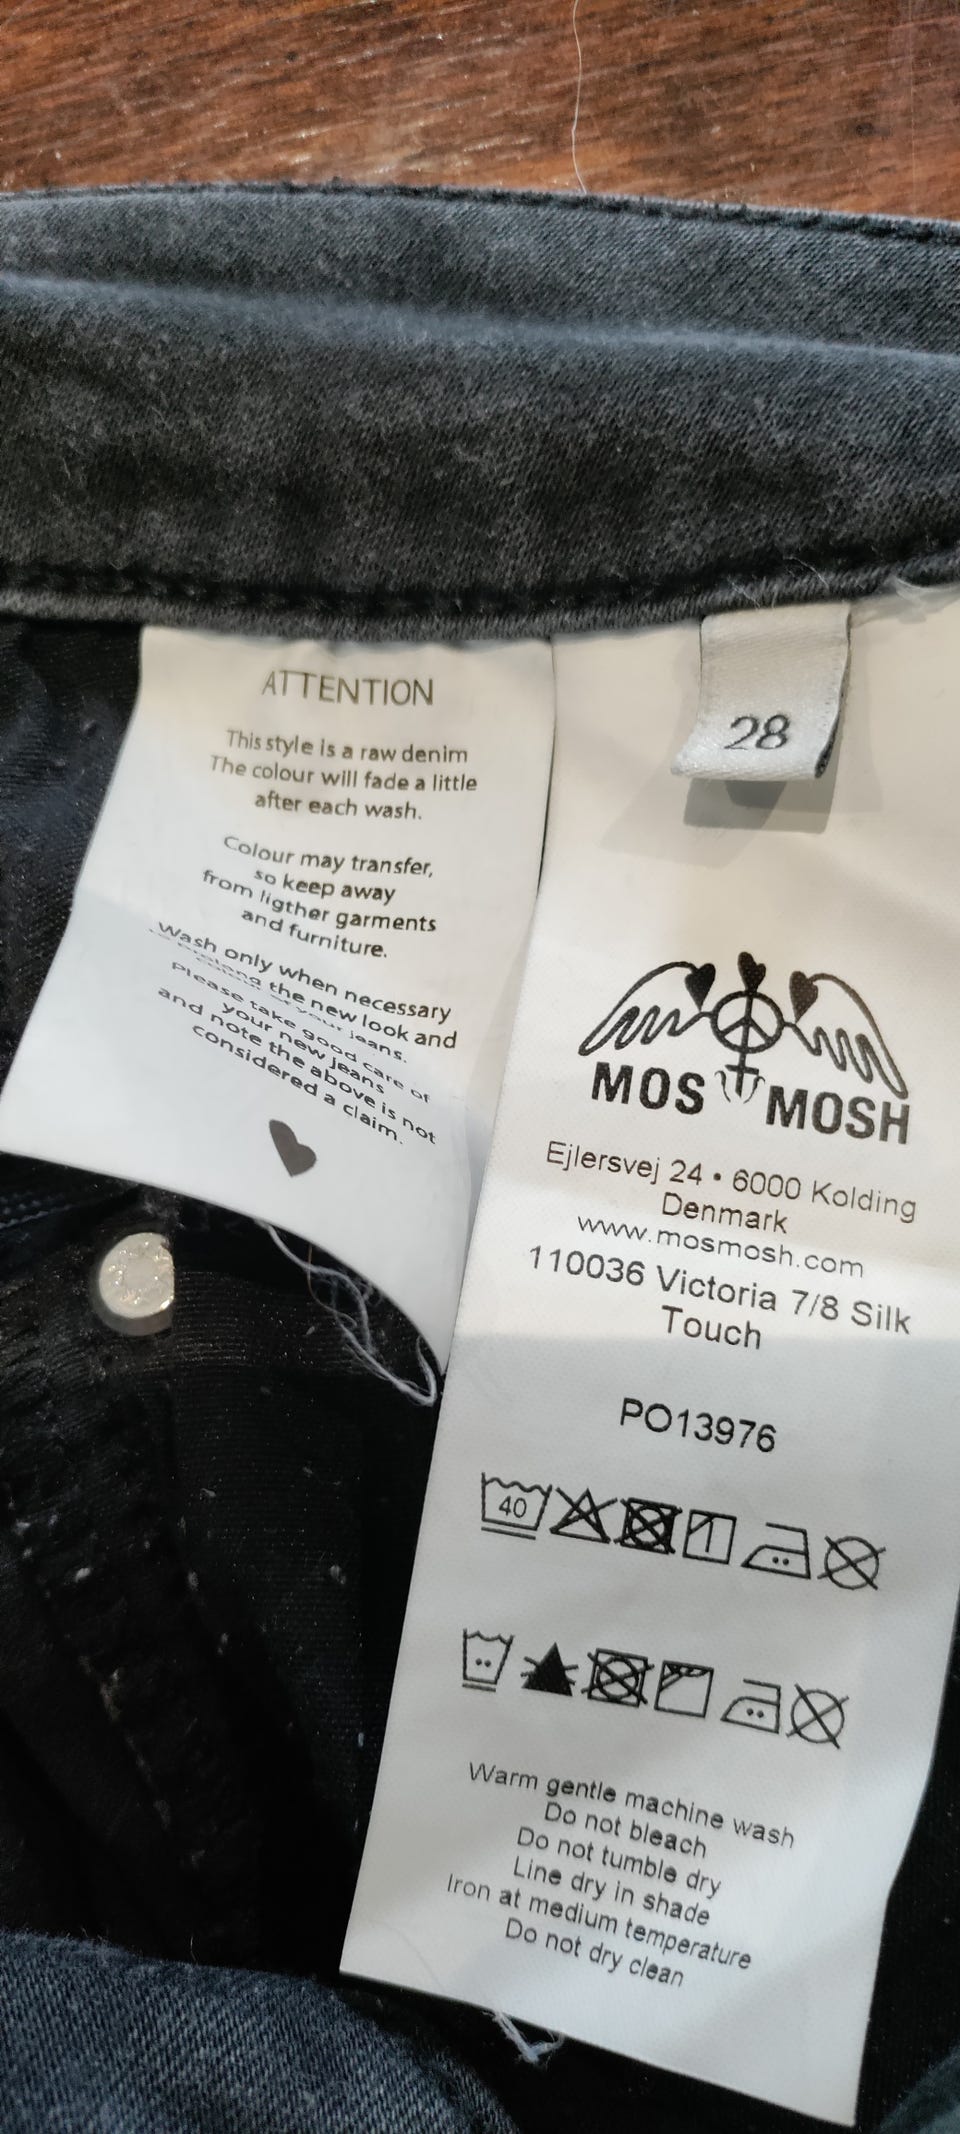 ATTENTION
This style is a raw denim
The colour will fade a little
after each wash.
Colour may transfer,
so keep away
from ligther garments
and furniture.
Wash only when necessary
prolong the new look and
colour of your jeans.
Please take good care of
your new jeans
and note the above is not
considered a claim.
28
MOS MOSH
Ejlersvej 24 • 6000 Kolding
Denmark
www.mosmosh.com
110036 Victoria 7/8 Silk
Touch
PO13976
40
Warm gentle machine wash
Do not bleach
Do not tumble dry
Line dry in shade
Iron at medium temperature
Do not dry clean